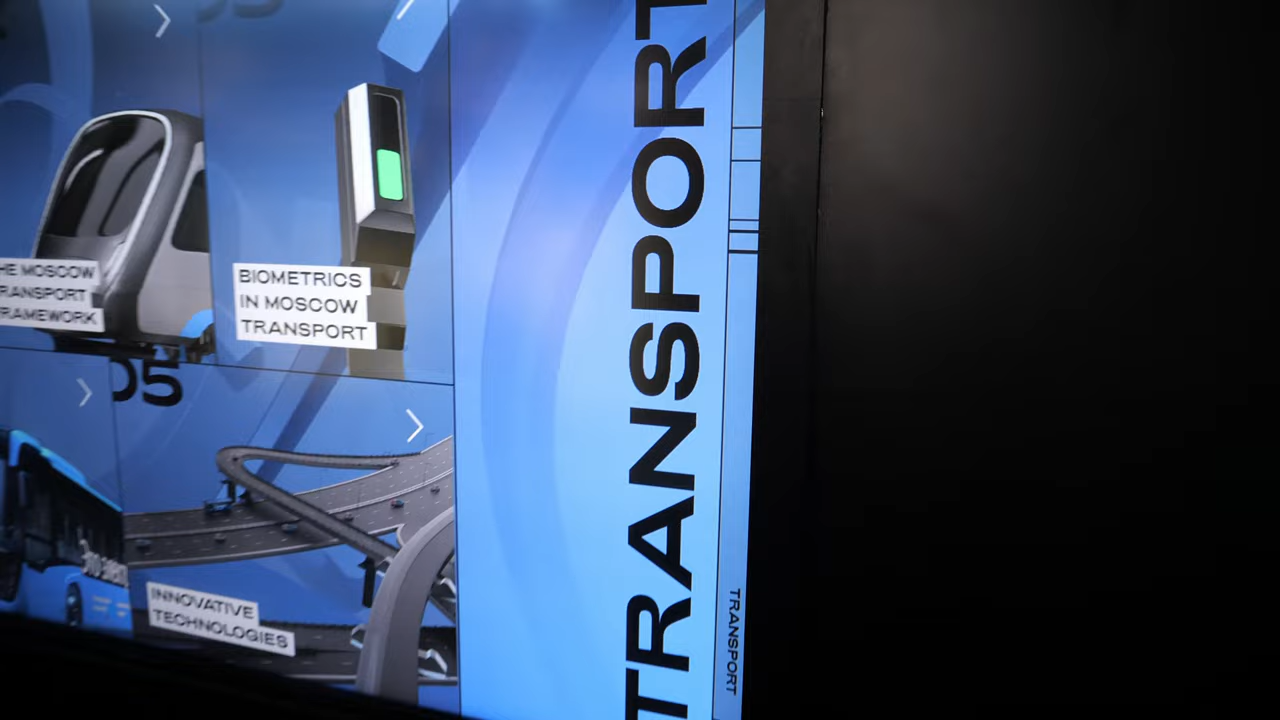 HE MOSCOW
RANSPORT
RAMEWORK
BIOMETRICS
IN MOSCOW
TRANSPORT
05
INNOVATIVE
TECHNOLOGIES
TRANSPORT
TRANSPORT